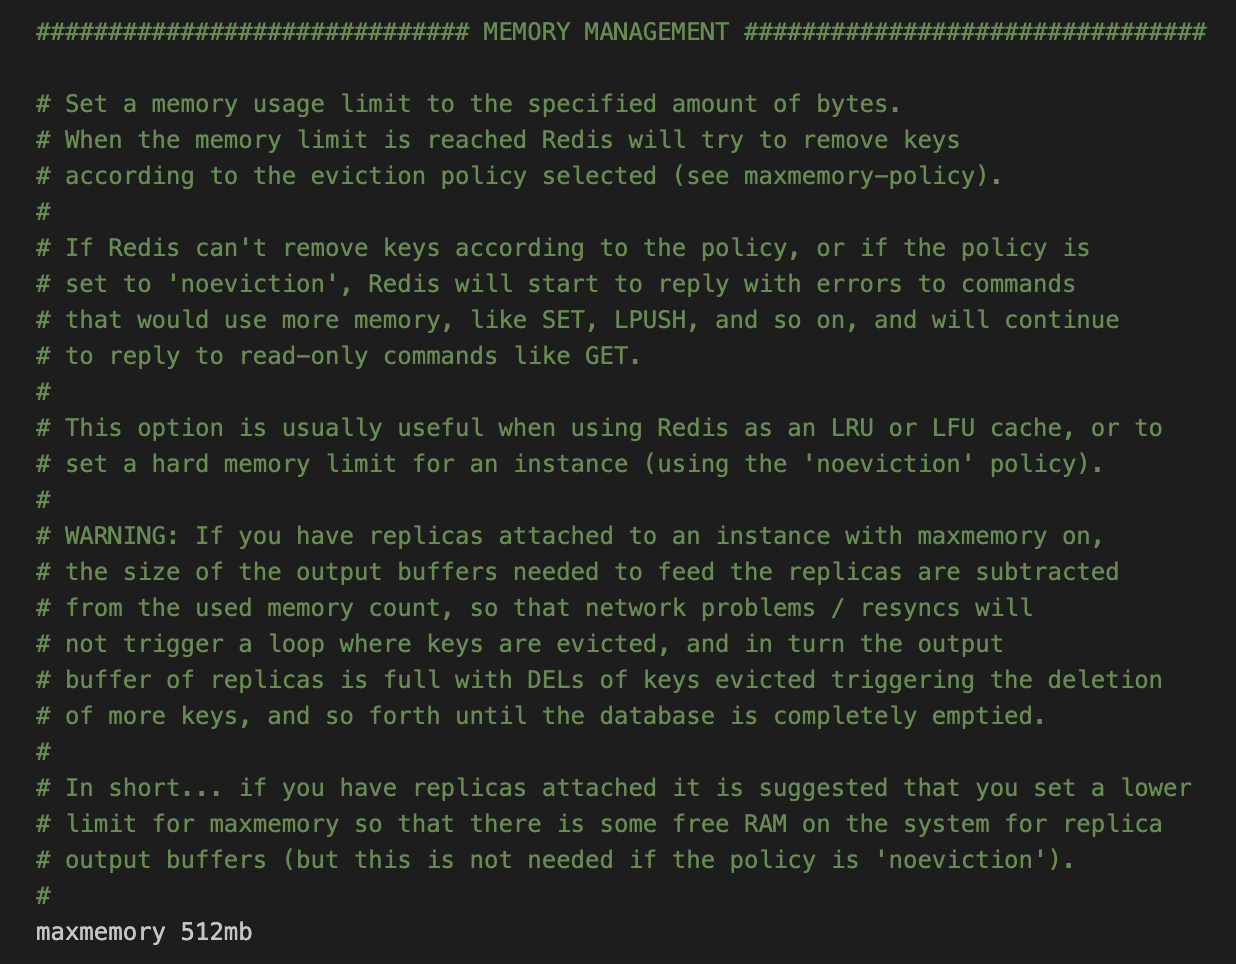 ############################## MEMORY MANAGEMENT ################################
# Set a memory usage limit to the specified amount of bytes.
# When the memory limit is reached Redis will try to remove keys
# according to the eviction policy selected (see maxmemory-policy).
#
# If Redis can't remove keys according to the policy, or if the policy is
# set to 'noeviction', Redis will start to reply with errors to commands
# that would use more memory, like SET, LPUSH, and so on, and will continue
# to reply to read-only commands like GET.
#
# This option is usually useful when using Redis as an LRU or LFU cache, or to
# set a hard memory limit for an instance (using the 'noeviction' policy).
#
# WARNING: If you have replicas attached to an instance with maxmemory on,
# the size of the output buffers needed to feed the replicas are subtracted
# from the used memory count, so that network problems / resyncs will
# not trigger a loop where keys are evicted, and in turn the output
# buffer of replicas is full with DELs of keys evicted triggering the deletion
# of more keys, and so forth until the database is completely emptied.
#
# In short... if you have replicas attached it is suggested that you set a lower
# limit for maxmemory so that there is some free RAM on the system for replica
# output buffers (but this is not needed if the policy is 'noeviction').
#
maxmemory 512mb